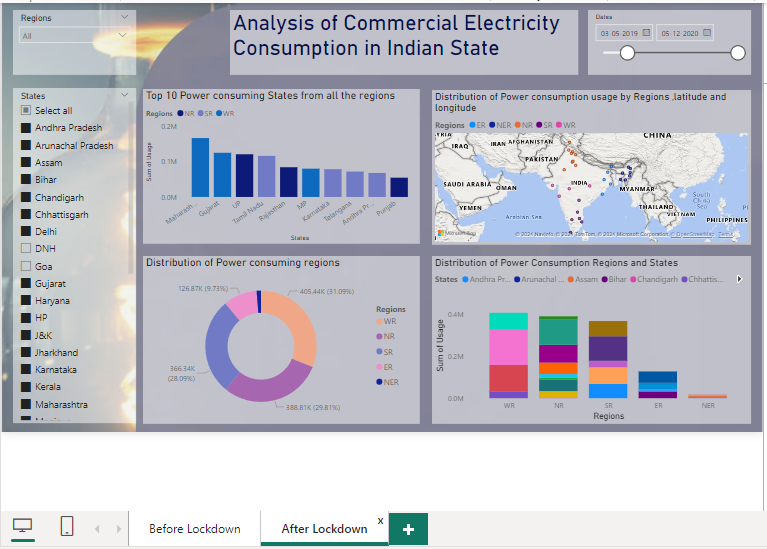 Regions
All
Analysis of Commercial Electricity
Consumption in Indian State
Dates
03-05-2019
05-12-2020
States
Select all
Andhra Pradesh
Arunachal Pradesh
Assam
Bihar
Chandigarh
Chhattisgarh
Delhi
DNH
Goa
Gujarat
Haryana
HP
J&K
Jharkhand
Karnataka
Kerala
Maharashtra
Top 10 Power consuming States from all the regions
Regions NR SR WR
Sum of Usage
0.2M
0.1M
0.0M
Maharash...
Gujarat
UP
Tamil Nadu
Rajasthan
MP
Karnataka
Telangana
Andhra Pr...
Punjab
States
Distribution of Power consumption usage by Regions ,latitude and
longitude
Regions ER NER NR SR WR
SYRIA
IRAQ
IRAN
AFGHANISTAN
CHINA
PAKISTAN
SAUDI ARABIA
OMAN
INDIA
MYANMAR
YEMEN
Arabian Sea
THAILAND
VIETNAM
South
China
Sea
PHILIPPINES
Microsoft Bing
© 2024 TomTom, © 2024 Microsoft Corporation, © OpenStreetMap Terms
Distribution of Power consuming regions
126.87K (9.73%)
405.44K (31.09%)
366.34K
(28.09%)
388.81K (29.81%)
Regions
WR
NR
SR
ER
NER
Distribution of Power Consumption Regions and States
States Andhra Pr... Arunachal ... Assam Bihar Chandigarh Chhattis...
Sum of Usage
0.4M
0.2M
0.0M
WR
NR
SR
ER
NER
Regions
Before Lockdown
After Lockdown
x
+